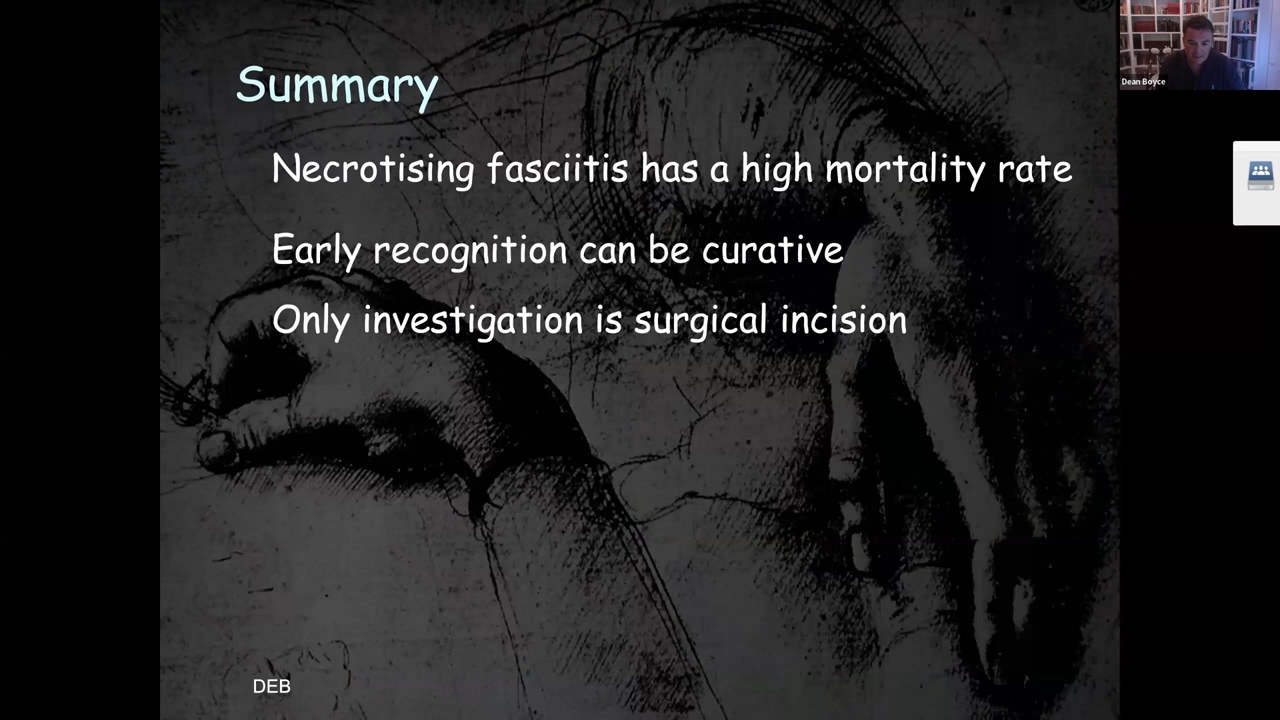 Summary
Necrotising fasciitis has a high mortality rate
Early recognition can be curative
Only investigation is surgical incision
DEB
Dean Boyce